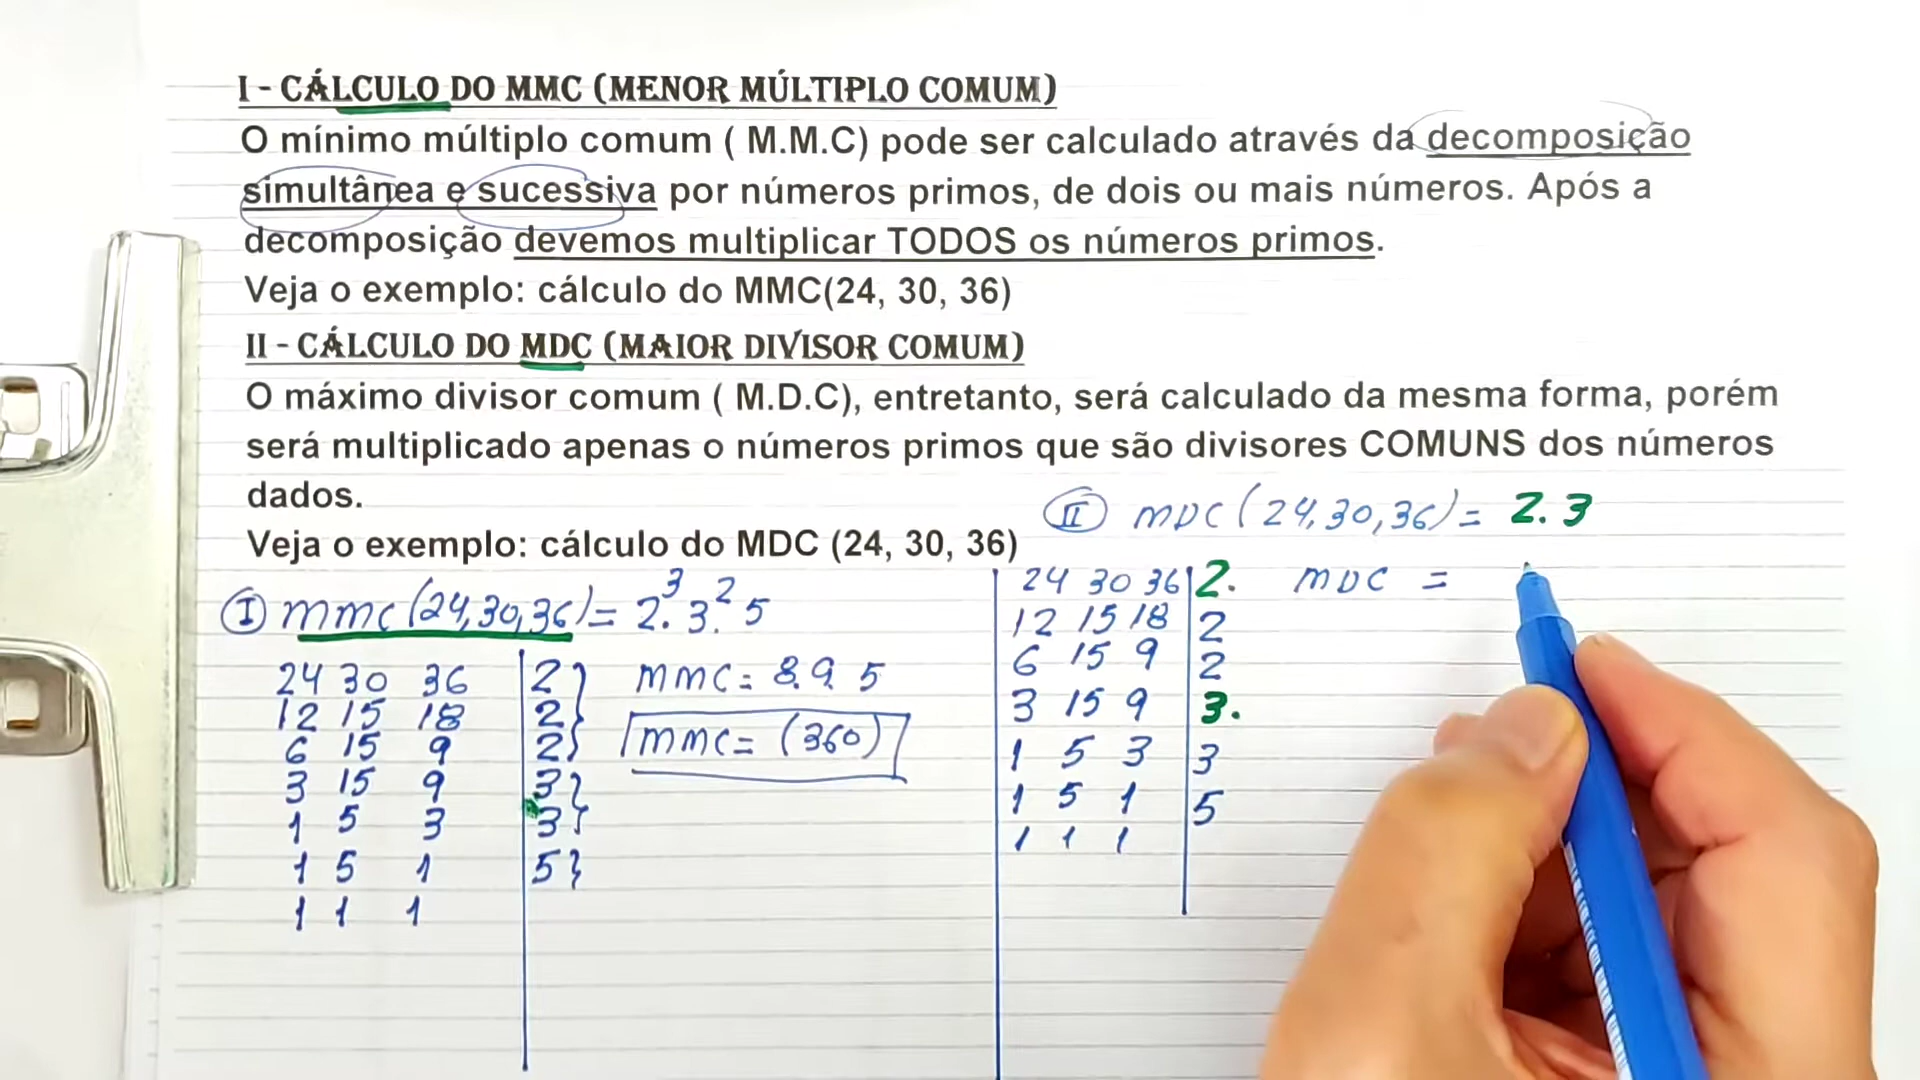 I - CÁLCULO DO MMC (MENOR MÚLTIPLO COMUM)
O mínimo múltiplo comum ( M.M.C) pode ser calculado através da decomposição
simultânea e sucessiva por números primos, de dois ou mais números. Após a
decomposição devemos multiplicar TODOS os números primos.
Veja o exemplo: cálculo do MMC(24, 30, 36)
II - CÁLCULO DO MDC (MAIOR DIVISOR COMUM)
O máximo divisor comum ( M.D.C), entretanto, será calculado da mesma forma, porém
será multiplicado apenas o números primos que são divisores COMUNS dos números
dados.
Veja o exemplo: cálculo do MDC (24, 30, 36)
I mmc(24,30,36)= 2³.3².5
24 30 36 2
12 15 18 2
6 15 9 2
3 15 9 3
1 5 3 3
1 5 1 5
1 1 1
mmc= 8.9.5
mmc= (360)
II MDC(24,30,36)= 2.3
24 30 36 2.
12 15 18 2
6 15 9 2
3 15 9 3.
1 5 3 3
1 5 1 5
1 1 1
MDC =